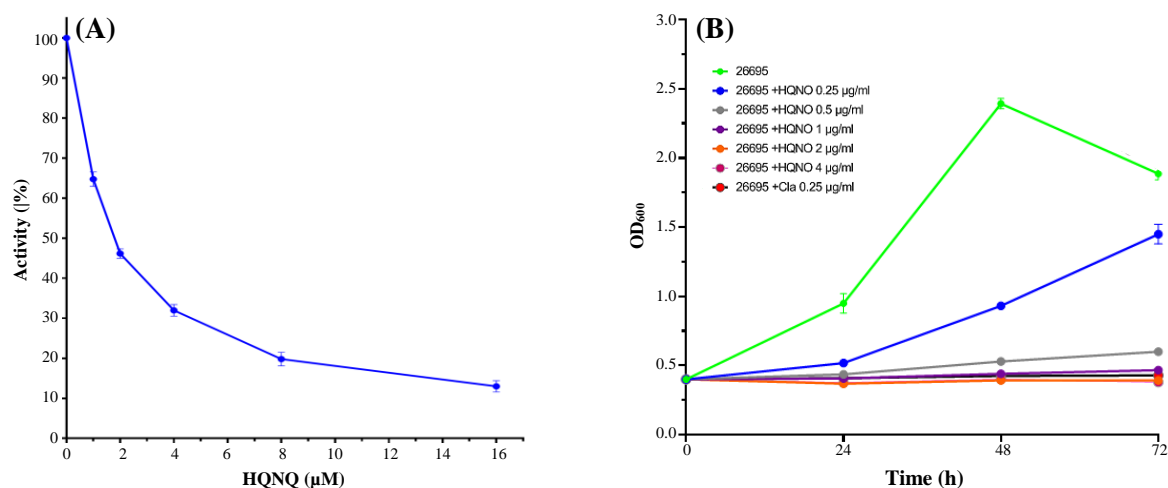 (A)
100
90
80
70
60
50
40
30
20
10
0
Activity (|%)
0 2 4 6 8 10 12 14 16
HQNQ (µM)
(B)
3.0
2.5
2.0
1.5
1.0
0.5
0.0
OD600
26695
26695 +HQNO 0.25 µg/ml
26695 +HQNO 0.5 µg/ml
26695 +HQNO 1 µg/ml
26695 +HQNO 2 µg/ml
26695 +HQNO 4 µg/ml
26695 +Cla 0.25 µg/ml
0 24 48 72
Time (h)